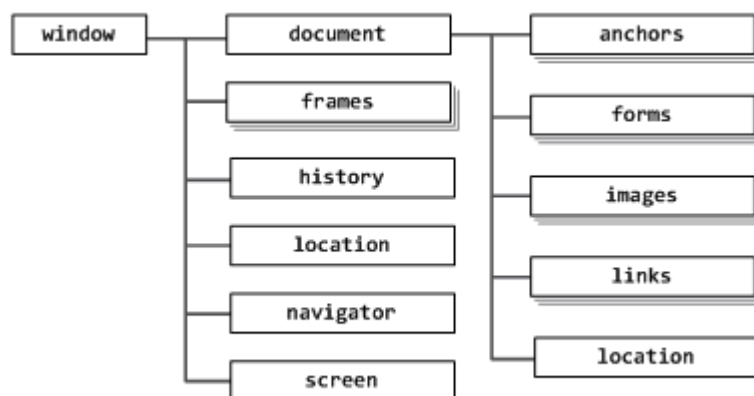 window
document
anchors
frames
forms
history
images
location
links
navigator
location
screen